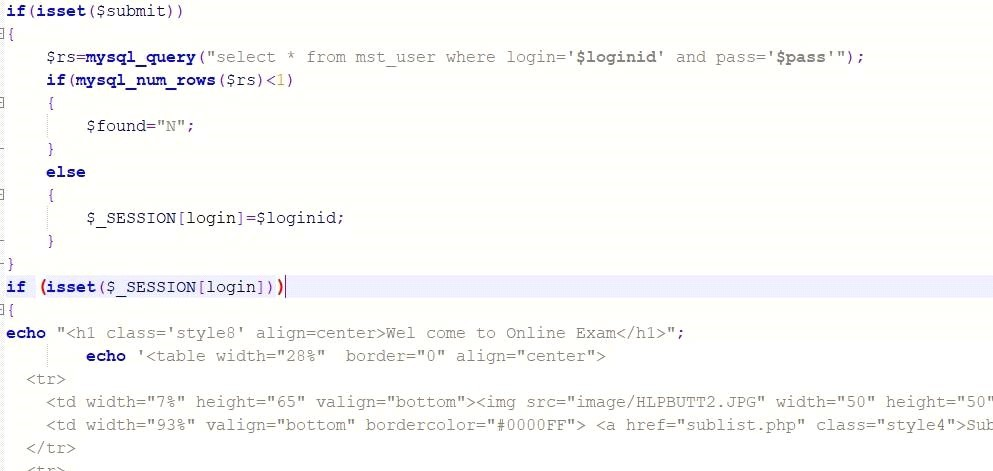 if(isset($submit))
{
    $rs=mysql_query("select * from mst_user where login='$loginid' and pass='$pass'");
    if(mysql_num_rows($rs)<1)
    {
        $found="N";
    }
    else
    {
        $_SESSION[login]=$loginid;
    }
}
if (isset($_SESSION[login]))
{
echo "<h1 class='style8' align=center>Wel come to Online Exam</h1>";
        echo '<table width="28%"  border="0" align="center">
  <tr>
    <td width="7%" height="65" valign="bottom"><img src="image/HLPBUTT2.JPG" width="50" height="50"
    <td width="93%" valign="bottom" bordercolor="#0000FF"> <a href="sublist.php" class="style4">Sub
  </tr>
  <tr>